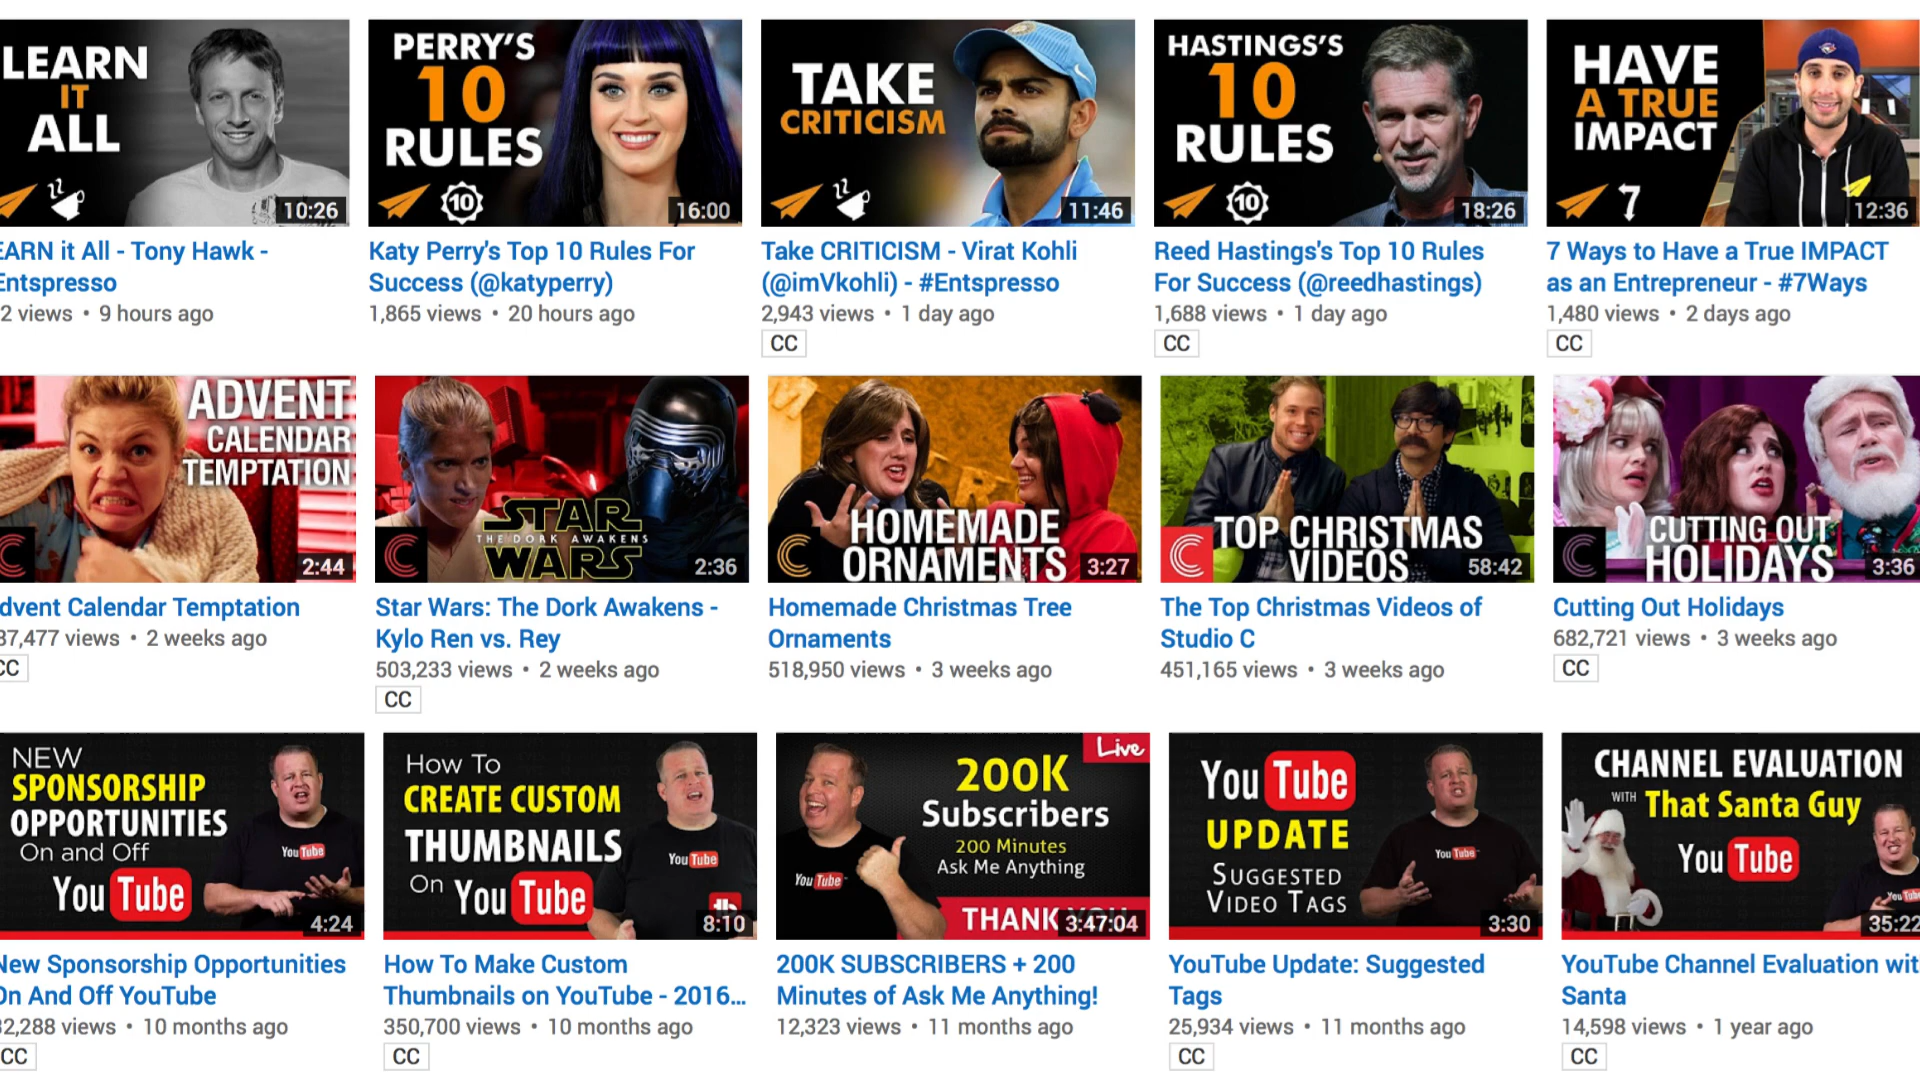 LEARN
IT
ALL
10:26
PERRY'S
10
RULES
10
16:00
TAKE
CRITICISM
11:46
HASTINGS'S
10
RULES
10
18:26
HAVE
A TRUE
IMPACT
7
12:36
EARN it All - Tony Hawk -
Entspresso
2 views • 9 hours ago
Katy Perry's Top 10 Rules For
Success (@katyperry)
1,865 views • 20 hours ago
Take CRITICISM - Virat Kohli
(@imVkohli) - #Entspresso
2,943 views • 1 day ago
CC
Reed Hastings's Top 10 Rules
For Success (@reedhastings)
1,688 views • 1 day ago
CC
7 Ways to Have a True IMPACT
as an Entrepreneur - #7Ways
1,480 views • 2 days ago
CC
ADVENT
CALENDAR
TEMPTATION
2:44
STAR
THE DORK AWAKENS
WARS
2:36
HOMEMADE
ORNAMENTS
3:27
TOP CHRISTMAS
VIDEOS
58:42
CUTTING OUT
HOLIDAYS
3:36
dvent Calendar Temptation
37,477 views • 2 weeks ago
CC
Star Wars: The Dork Awakens -
Kylo Ren vs. Rey
503,233 views • 2 weeks ago
CC
Homemade Christmas Tree
Ornaments
518,950 views • 3 weeks ago
The Top Christmas Videos of
Studio C
451,165 views • 3 weeks ago
Cutting Out Holidays
682,721 views • 3 weeks ago
CC
NEW
SPONSORSHIP
OPPORTUNITIES
On and Off
YouTube
YouTube
4:24
How To
CREATE CUSTOM
THUMBNAILS
On YouTube
YouTube
8:10
Live
200K
Subscribers
200 Minutes
Ask Me Anything
YouTube
THANK YOU
3:47:04
YouTube
UPDATE
SUGGESTED
VIDEO TAGS
YouTube
3:30
CHANNEL EVALUATION
WITH That Santa Guy
YouTube
YouTube
35:22
New Sponsorship Opportunities
On And Off YouTube
32,288 views • 10 months ago
CC
How To Make Custom
Thumbnails on YouTube - 2016...
350,700 views • 10 months ago
CC
200K SUBSCRIBERS + 200
Minutes of Ask Me Anything!
12,323 views • 11 months ago
YouTube Update: Suggested
Tags
25,934 views • 11 months ago
CC
YouTube Channel Evaluation wit
Santa
14,598 views • 1 year ago
CC